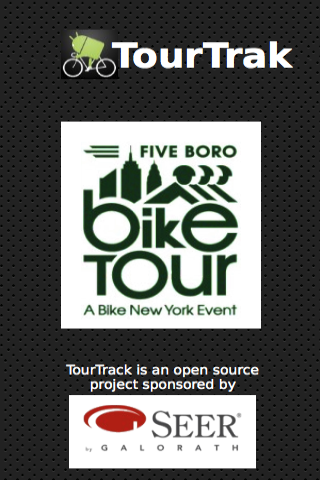 TourTrak
FIVE BORO
bike
TOUR
A Bike New York Event
TourTrack is an open source
project sponsored by
SEER®
by GALORATH